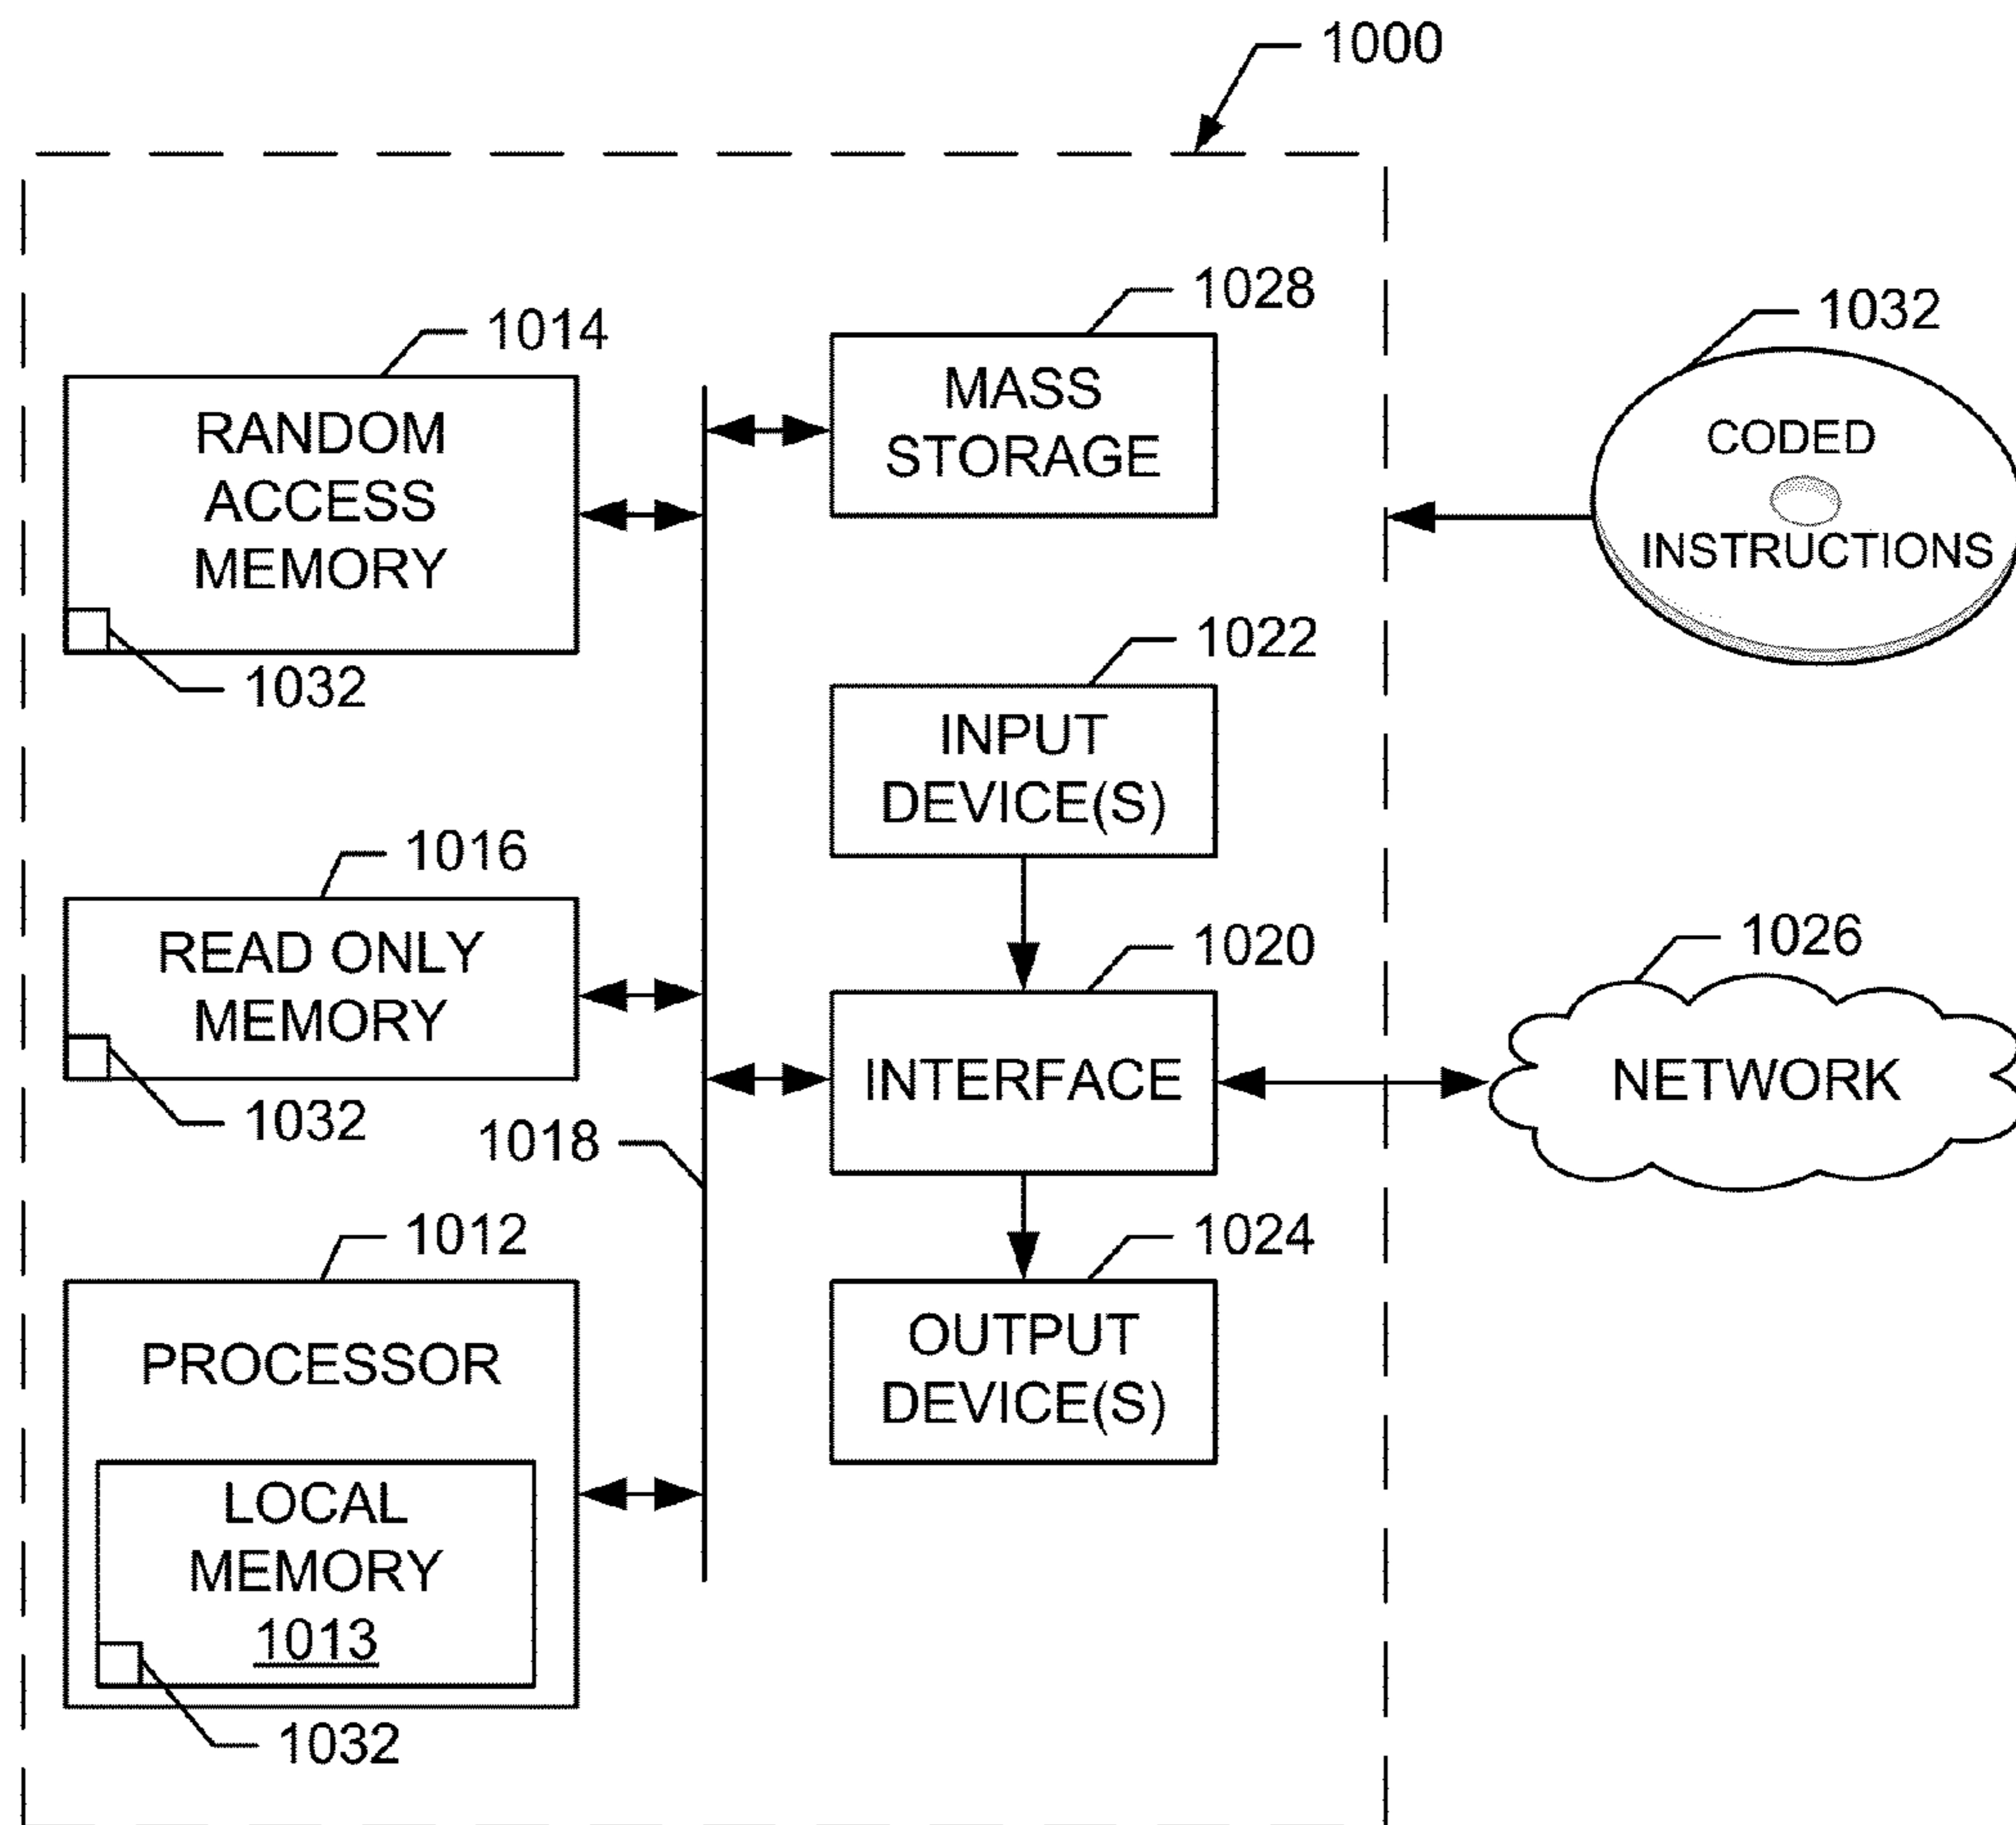 1000
1028
1014
1032
MASS
STORAGE
RANDOM
ACCESS
MEMORY
CODED
INSTRUCTIONS
1032
1022
INPUT
DEVICE(S)
1016
READ ONLY
MEMORY
1032
1020
INTERFACE
1026
NETWORK
1018
1012
PROCESSOR
LOCAL
MEMORY
1013
1032
1024
OUTPUT
DEVICE(S)